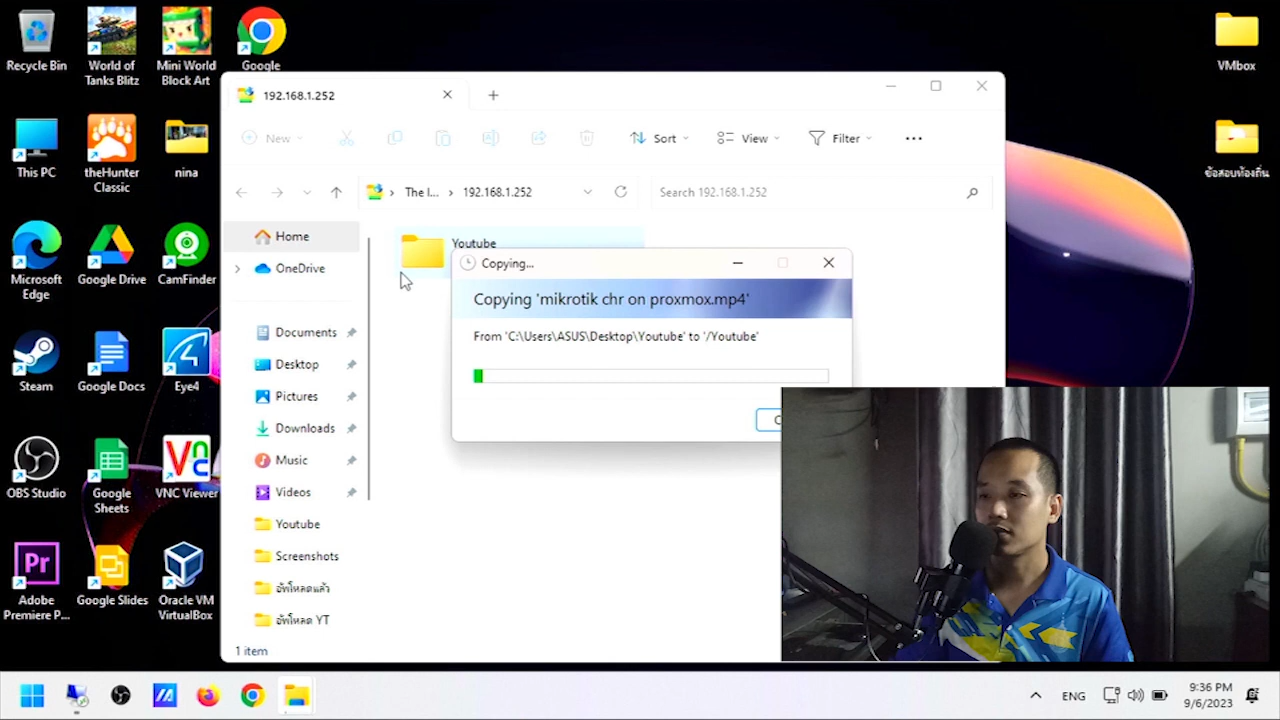 Recycle Bin
World of
Tanks Blitz
Mini World
Block Art
Google
VMbox
This PC
theHunter
Classic
nina
ข้อสอบท้องถิ่น
Microsoft
Edge
Google Drive
CamFinder
Steam
Google Docs
Eye4
OBS Studio
Google
Sheets
VNC Viewer
Adobe
Premiere P...
Google Slides
Oracle VM
VirtualBox
192.168.1.252
New
Sort
View
Filter
The I...
192.168.1.252
Search 192.168.1.252
Home
OneDrive
Documents
Desktop
Pictures
Downloads
Music
Videos
Youtube
Screenshots
อัพโหลดแล้ว
อัพโหลด YT
1 item
Youtube
Copying...
Copying 'mikrotik chr on proxmox.mp4'
From 'C:\Users\ASUS\Desktop\Youtube' to '/Youtube'
ENG
9:36 PM
9/6/2023